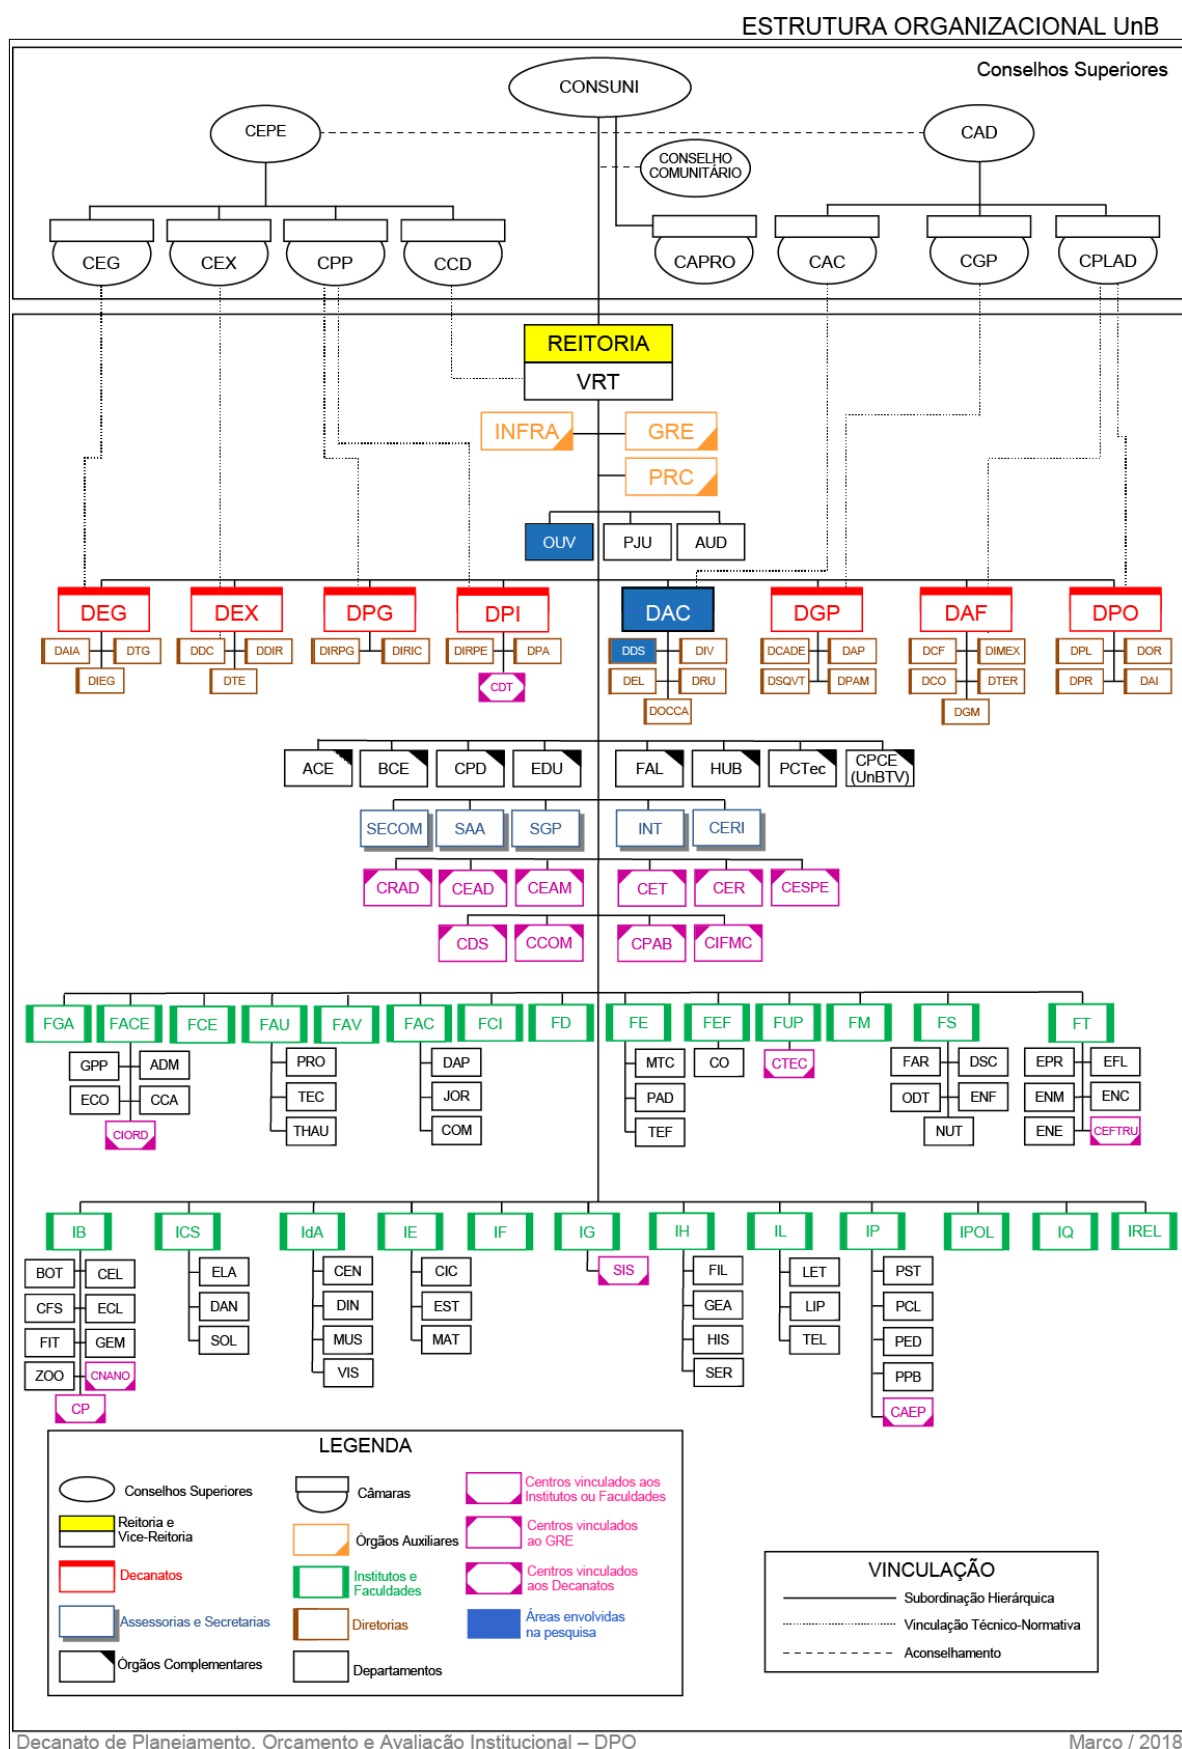 ESTRUTURA ORGANIZACIONAL UnB
Conselhos Superiores
CONSUNI
CEPE
CAD
CONSELHO
COMUNITÁRIO
CEG
CEX
CPP
CCD
CAPRO
CAC
CGP
CPLAD
REITORIA
VRT
INFRA
GRE
PRC
OUV
PJU
AUD
DEG
DEX
DPG
DPI
DAC
DGP
DAF
DPO
DAIA
DTG
DDC
DDIR
DIRPG
DIRIC
DIRPE
DPA
DDS
DIV
DCADE
DAP
DCF
DIMEX
DPL
DOR
DIEG
DTE
CDT
DEL
DRU
DSQVT
DPAM
DCO
DTER
DPR
DAI
DOCCA
DGM
ACE
BCE
CPD
EDU
FAL
HUB
PCTec
CPCE
(UnBTV)
SECOM
SAA
SGP
INT
CERI
CRAD
CEAD
CEAM
CET
CER
CESPE
CDS
CCOM
CPAB
CIFMC
FGA
FACE
FCE
FAU
FAV
FAC
FCI
FD
FE
FEF
FUP
FM
FS
FT
GPP
ADM
PRO
DAP
MTC
CO
CTEC
FAR
DSC
EPR
EFL
ECO
CCA
TEC
JOR
PAD
ODT
ENF
ENM
ENC
CIORD
THAU
COM
TEF
NUT
ENE
CEFTRU
IB
ICS
IdA
IE
IF
IG
IH
IL
IP
IPOL
IQ
IREL
BOT
CEL
ELA
CEN
CIC
SIS
FIL
LET
PST
CFS
ECL
DAN
DIN
EST
GEA
LIP
PCL
FIT
GEM
SOL
MUS
MAT
HIS
TEL
PED
ZOO
CNANO
VIS
SER
PPB
CP
CAEP
LEGENDA
Conselhos Superiores
Câmaras
Centros vinculados aos
Institutos ou Faculdades
Reitoria e
Vice-Reitoria
Órgãos Auxiliares
Centros vinculados
ao GRE
Decanatos
Institutos e
Faculdades
Centros vinculados
aos Decanatos
Assessorias e Secretarias
Diretorias
Áreas envolvidas
na pesquisa
Órgãos Complementares
Departamentos
VINCULAÇÃO
Subordinação Hierárquica
Vinculação Técnico-Normativa
Aconselhamento
Decanato de Planejamento, Orçamento e Avaliação Institucional – DPO
Março / 2018